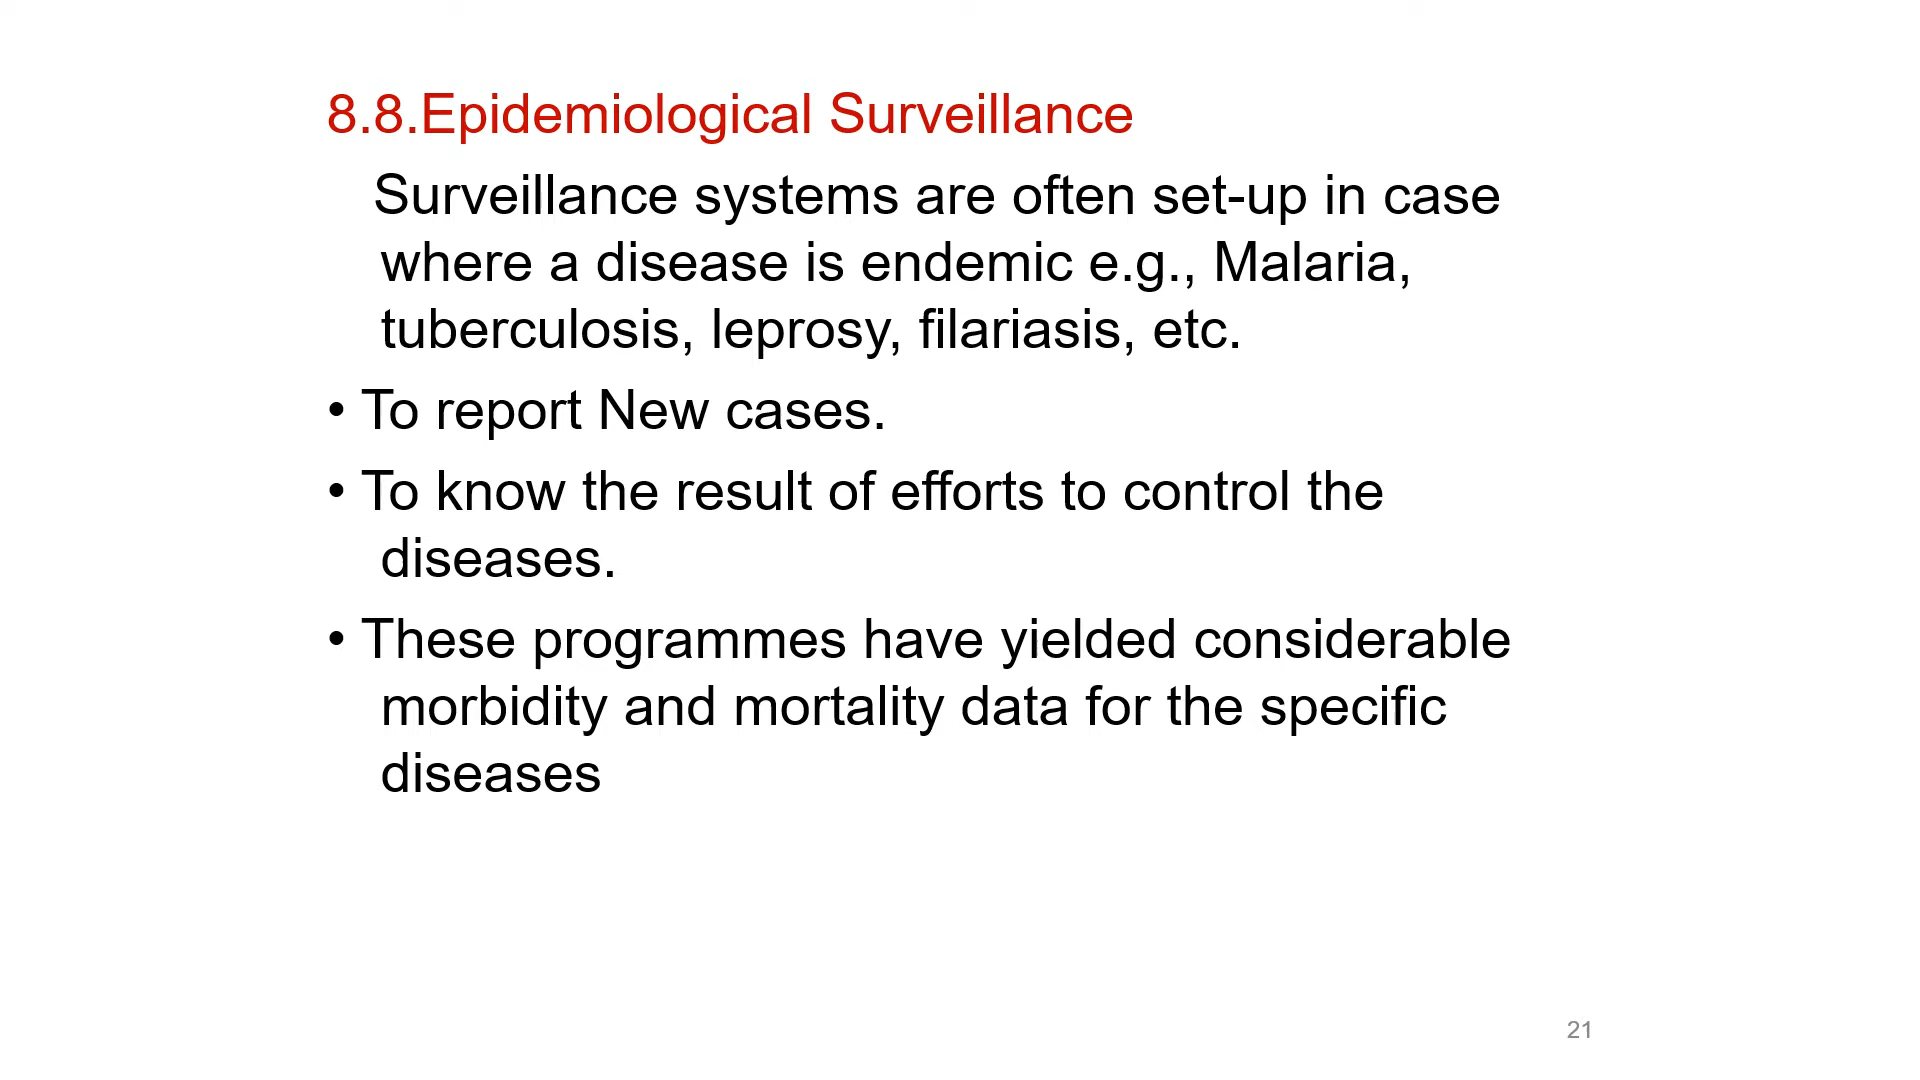 8.8.Epidemiological Surveillance
Surveillance systems are often set-up in case
where a disease is endemic e.g., Malaria,
tuberculosis, leprosy, filariasis, etc.
• To report New cases.
• To know the result of efforts to control the
diseases.
• These programmes have yielded considerable
morbidity and mortality data for the specific
diseases
21